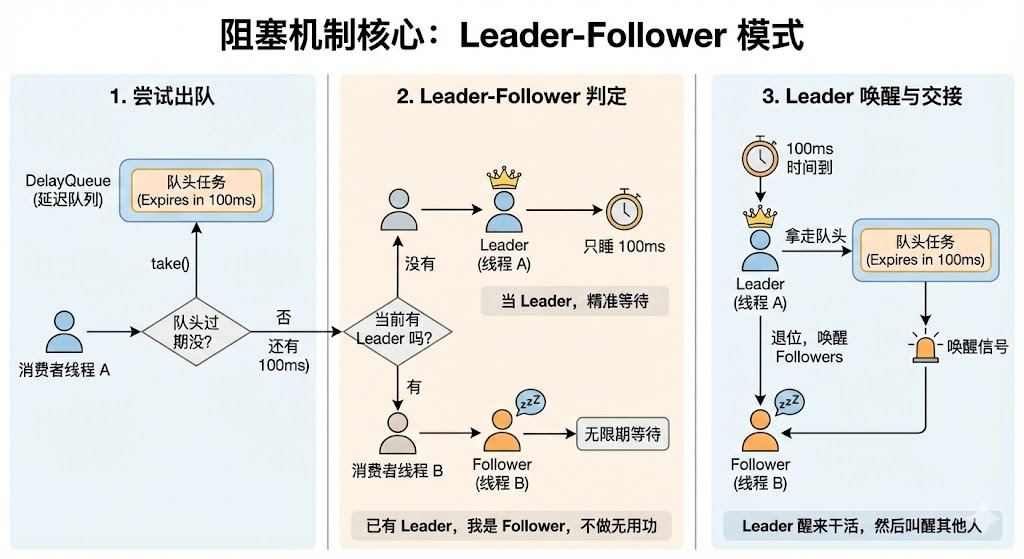 阻塞机制核心：Leader-Follower 模式
1. 尝试出队
DelayQueue
(延迟队列)
队头任务
(Expires in 100ms)
take()
队头过
期没?
否
还有
100ms)
消费者线程 A
2. Leader-Follower 判定
Leader
(线程 A)
只睡 100ms
没有
当 Leader，精准等待
当前有
Leader 吗?
有
zzZ
消费者线程 B
Follower
(线程 B)
无限期等待
已有 Leader，我是 Follower，不做无用功
3. Leader 唤醒与交接
100ms
时间到
拿走队头
队头任务
(Expires in 100ms)
Leader
(线程 A)
退位，唤醒
Followers
唤醒信号
zzZ
Follower
(线程 B)
Leader 醒来干活，然后叫醒其他人